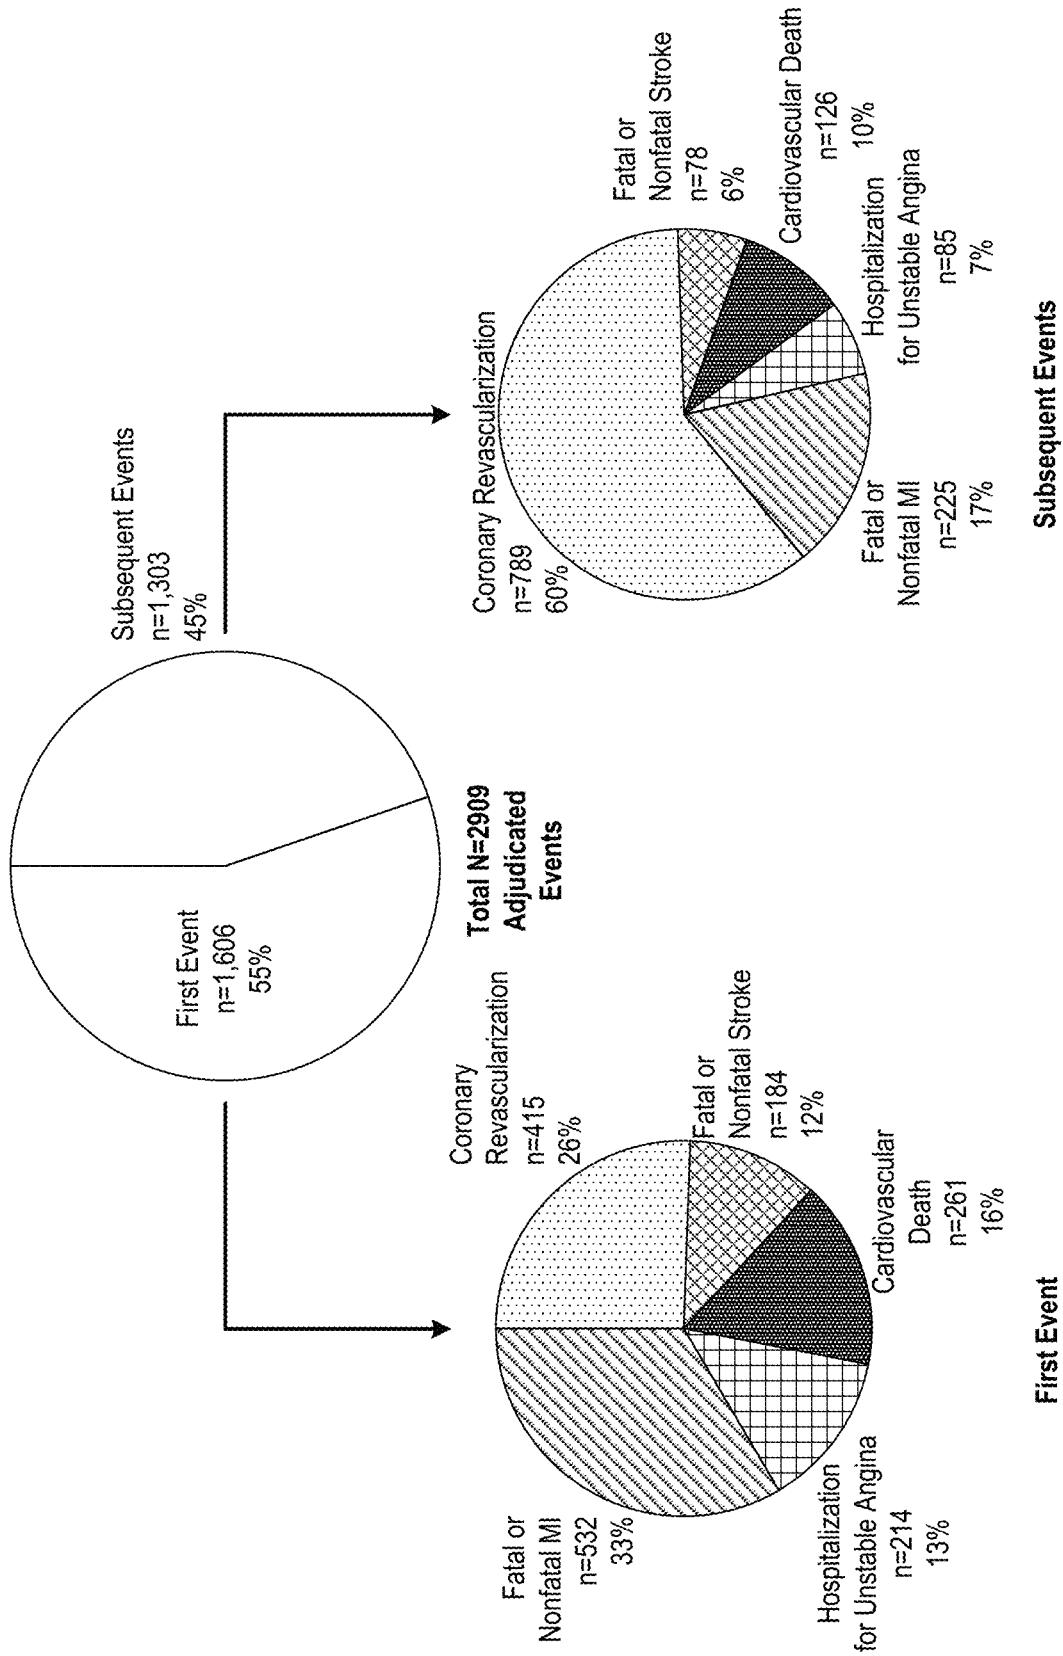 First Event
n=1,606
55%
Subsequent Events
n=1,303
45%
Total N=2909
Adjudicated
Events
Coronary
Revascularization
n=415
26%
Fatal or
Nonfatal Stroke
n=184
12%
Cardiovascular
Death
n=261
16%
Hospitalization
for Unstable Angina
n=214
13%
Fatal or
Nonfatal MI
n=532
33%
First Event
Coronary Revascularization
n=789
60%
Fatal or
Nonfatal Stroke
n=78
6%
Cardiovascular Death
n=126
10%
Hospitalization
for Unstable Angina
n=85
7%
Fatal or
Nonfatal MI
n=225
17%
Subsequent Events